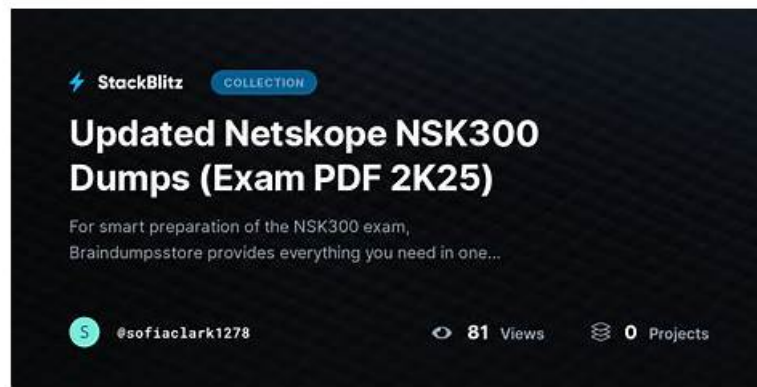 StackBlitz COLLECTION
Updated Netskope NSK300
Dumps (Exam PDF 2K25)
For smart preparation of the NSK300 exam,
Braindumpsstore provides everything you need in one...
S @sofiaclark1278 81 Views 0 Projects